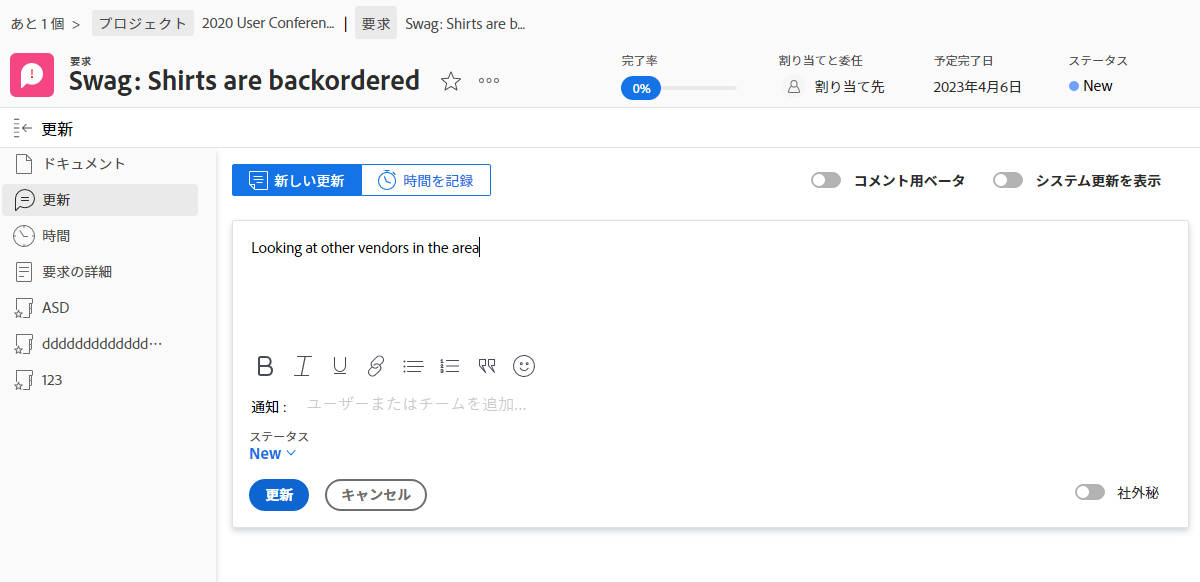 あと 1 個 > プロジェクト 2020 User Conferen... | 要求 Swag: Shirts are b...
要求
Swag: Shirts are backordered
完了率
0%
割り当てと委任
割り当て先
予定完了日
2023年4月6日
ステータス
New
更新
ドキュメント
更新
時間
要求の詳細
ASD
ddddddddddddd…
123
新しい更新 時間を記録 コメント用ベータ システム更新を表示
Looking at other vendors in the area
B I U
通知 : ユーザーまたはチームを追加...
ステータス
New
更新 キャンセル 社外秘